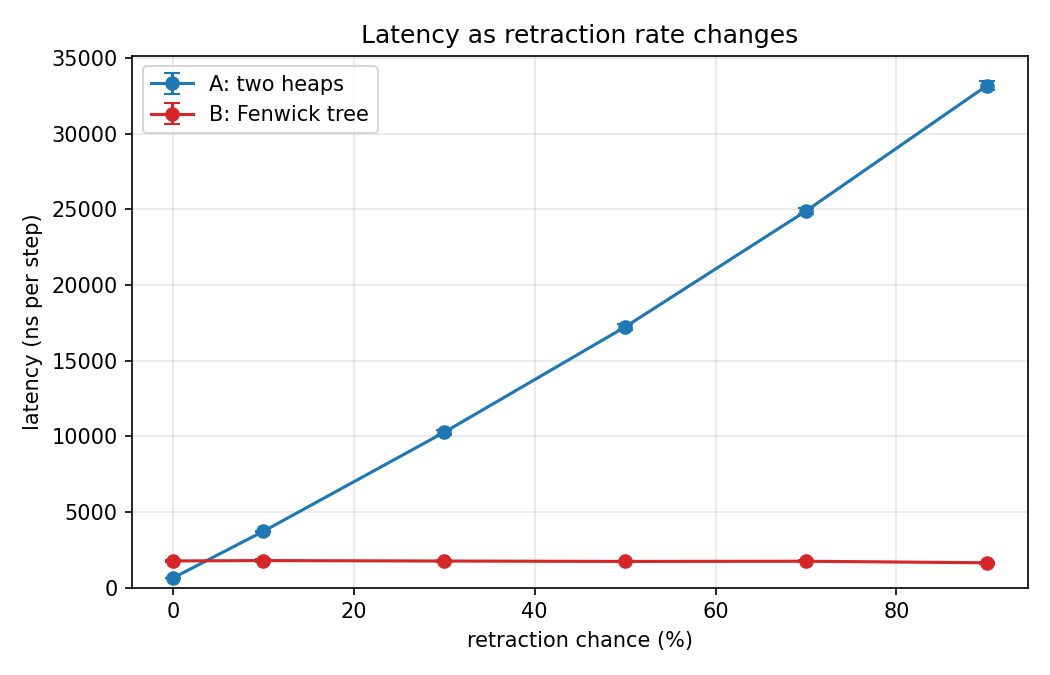 Latency as retraction rate changes
35000
30000
25000
20000
15000
10000
5000
0
latency (ns per step)
A: two heaps
B: Fenwick tree
0 20 40 60 80
retraction chance (%)